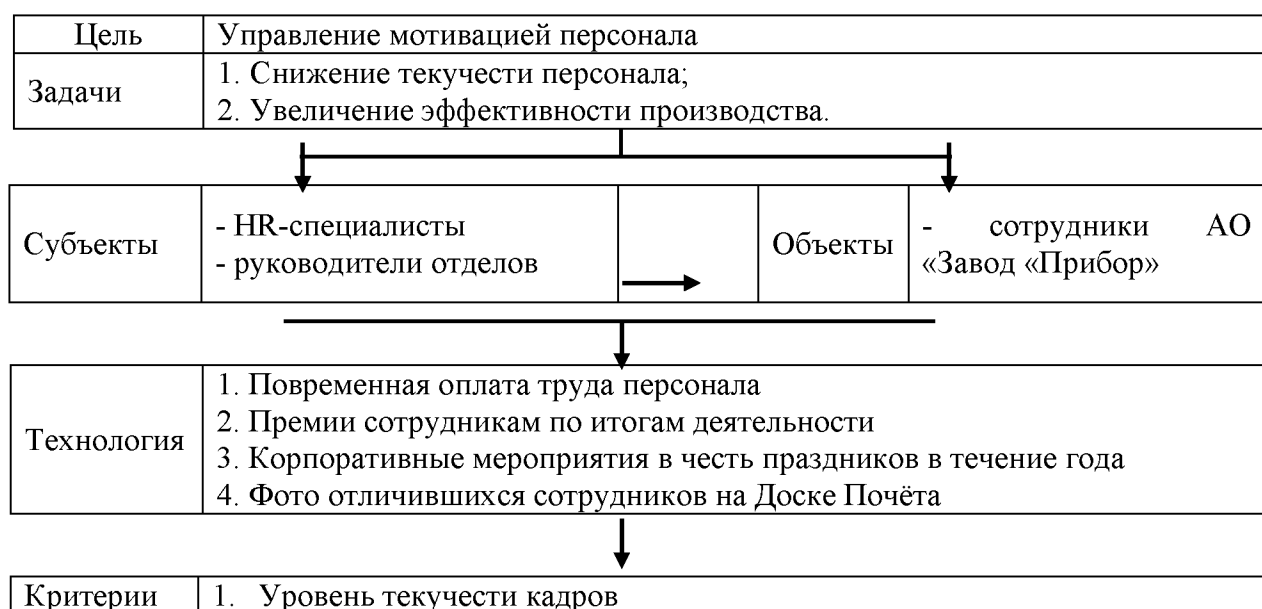 Цель Управление мотивацией персонала
Задачи
1. Снижение текучести персонала;
2. Увеличение эффективности производства.
Субъекты
- HR-специалисты
- руководители отделов
Объекты
- сотрудники АО
«Завод «Прибор»
Технология
1. Повременная оплата труда персонала
2. Премии сотрудникам по итогам деятельности
3. Корпоративные мероприятия в честь праздников в течение года
4. Фото отличившихся сотрудников на Доске Почёта
Критерии 1. Уровень текучести кадров